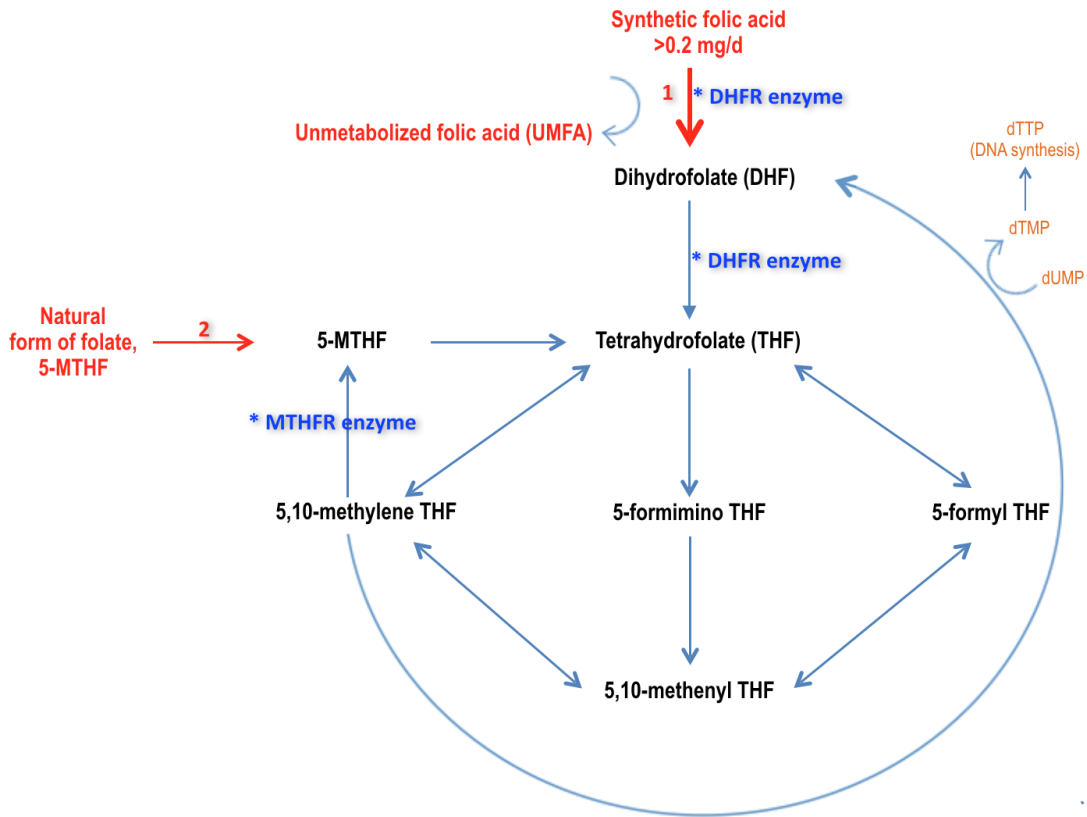 Synthetic folic acid
>0.2 mg/d
1
* DHFR enzyme
Unmetabolized folic acid (UMFA)
dTTP
(DNA synthesis)
Dihydrofolate (DHF)
dTMP
* DHFR enzyme
dUMP
Natural
form of folate,
5-MTHF
2
5-MTHF
Tetrahydrofolate (THF)
* MTHFR enzyme
5,10-methylene THF
5-formimino THF
5-formyl THF
5,10-methenyl THF